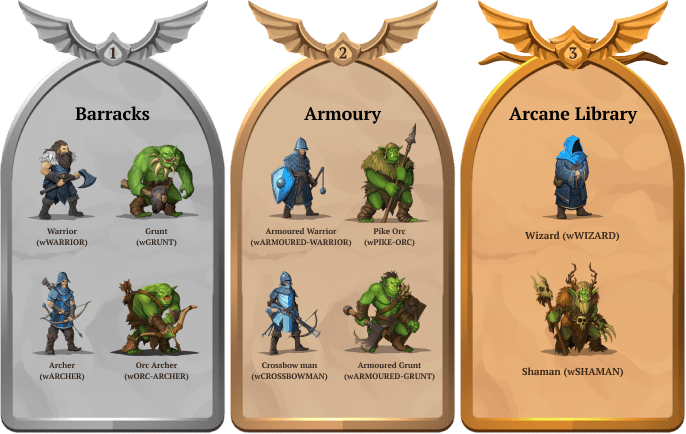 1
Barracks
Warrior
(wWARRIOR)
Grunt
(wGRUNT)
Archer
(wARCHER)
Orc Archer
(wORC-ARCHER)
2
Armoury
Armoured Warrior
(wARMOURED-WARRIOR)
Pike Orc
(wPIKE-ORC)
Crossbow man
(wCROSSBOWMAN)
Armoured Grunt
(wARMOURED-GRUNT)
3
Arcane Library
Wizard (wWIZARD)
Shaman (wSHAMAN)